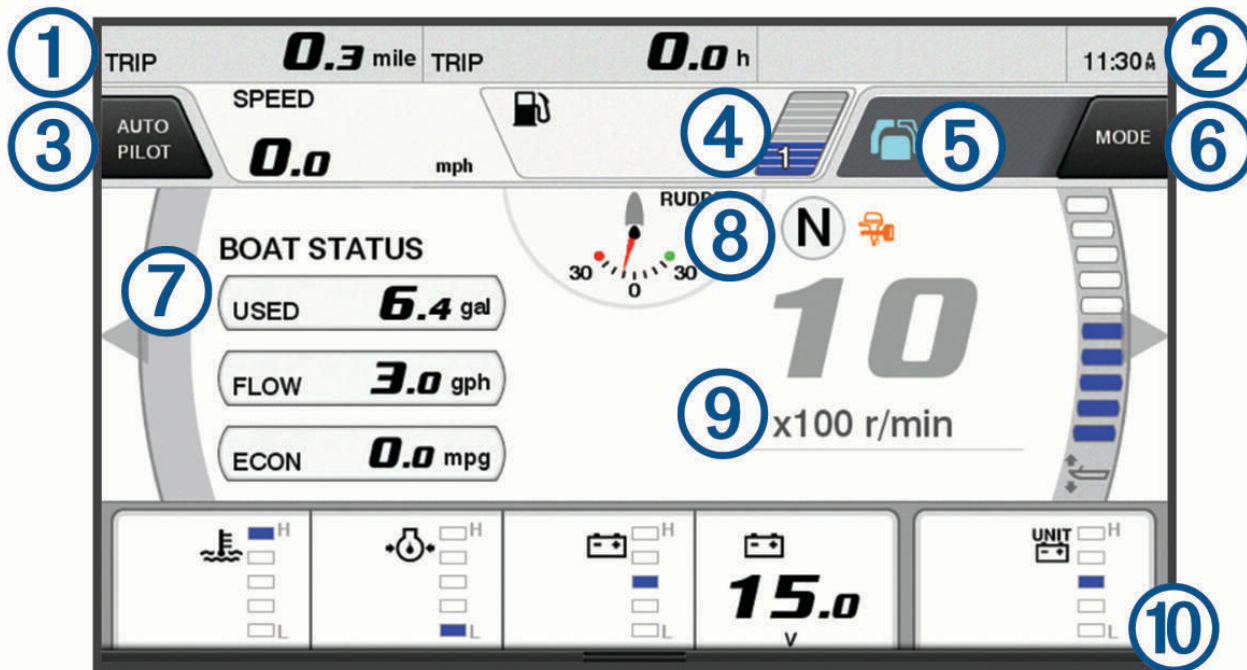 ① TRIP 0.3 mile TRIP 0.0 h 11:30AM ②
③ AUTO PILOT SPEED 0.0 mph ④ 1 ⑤ MODE ⑥
RUDD ⑧ N
30 0 30
BOAT STATUS
⑦ USED 6.4 gal
FLOW 3.0 gph
ECON 0.0 mpg
10
⑨ x100 r/min
H L
H L
H L
15.0
V
UNIT
H L
⑩